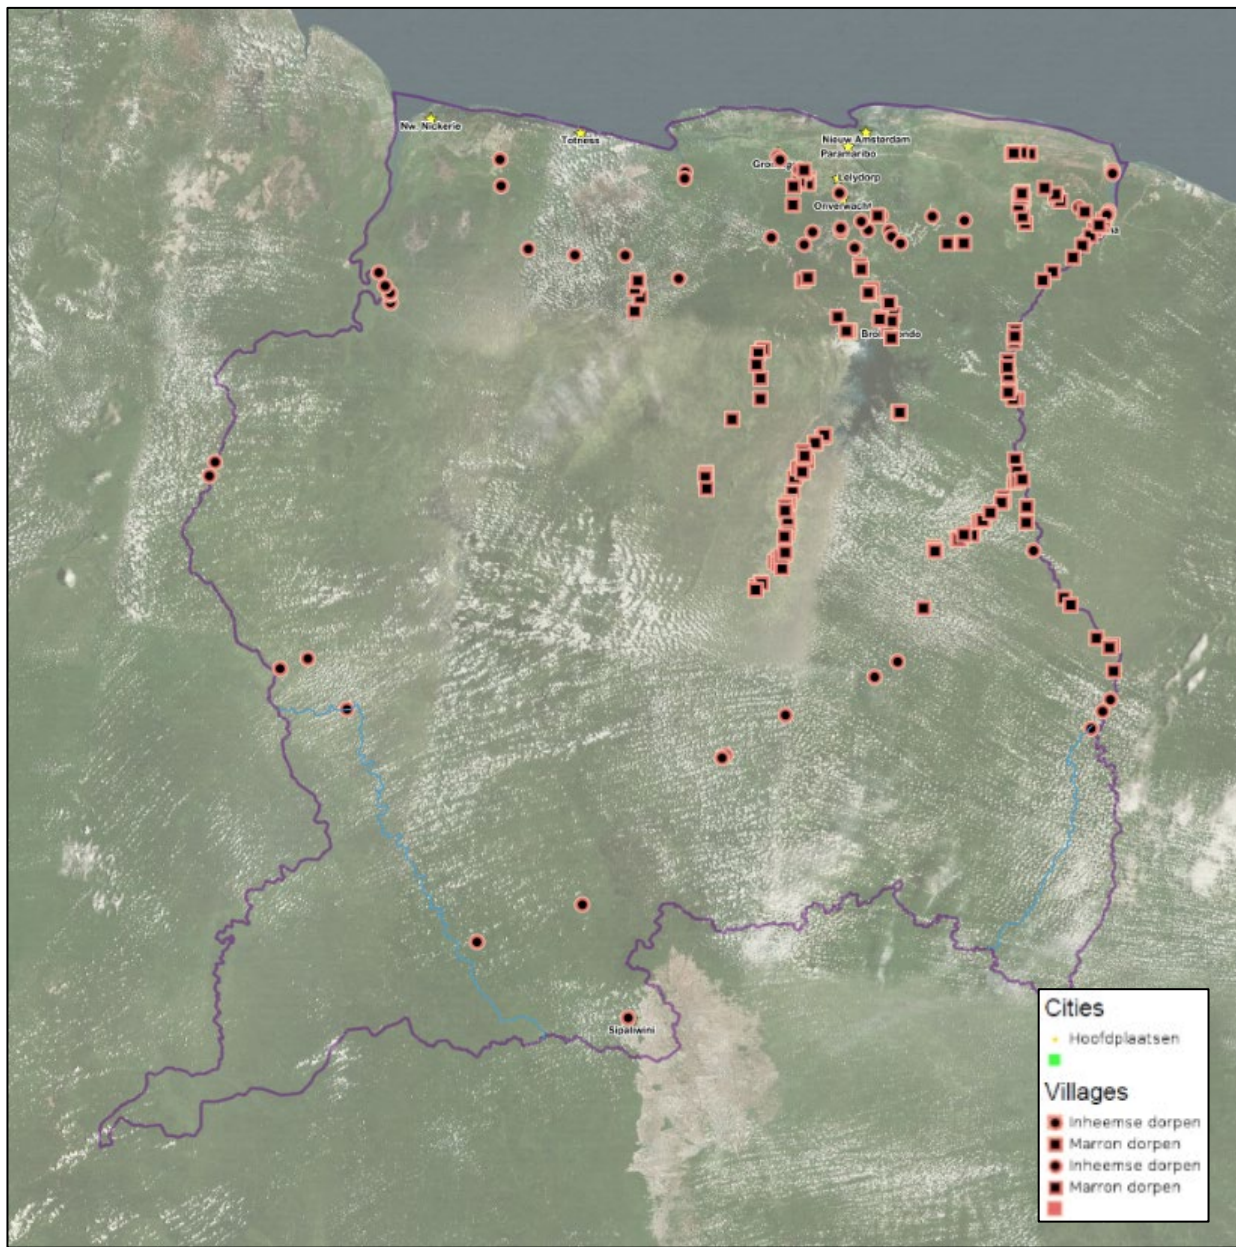 Nw. Nickerie
Totness
Nieuw Amsterdam
Paramaribo
Lelydorp
Onverwacht
Sipaliwini
Cities
Hoofdplaatsen
Villages
Inheemse dorpen
Marron dorpen
Inheemse dorpen
Marron dorpen